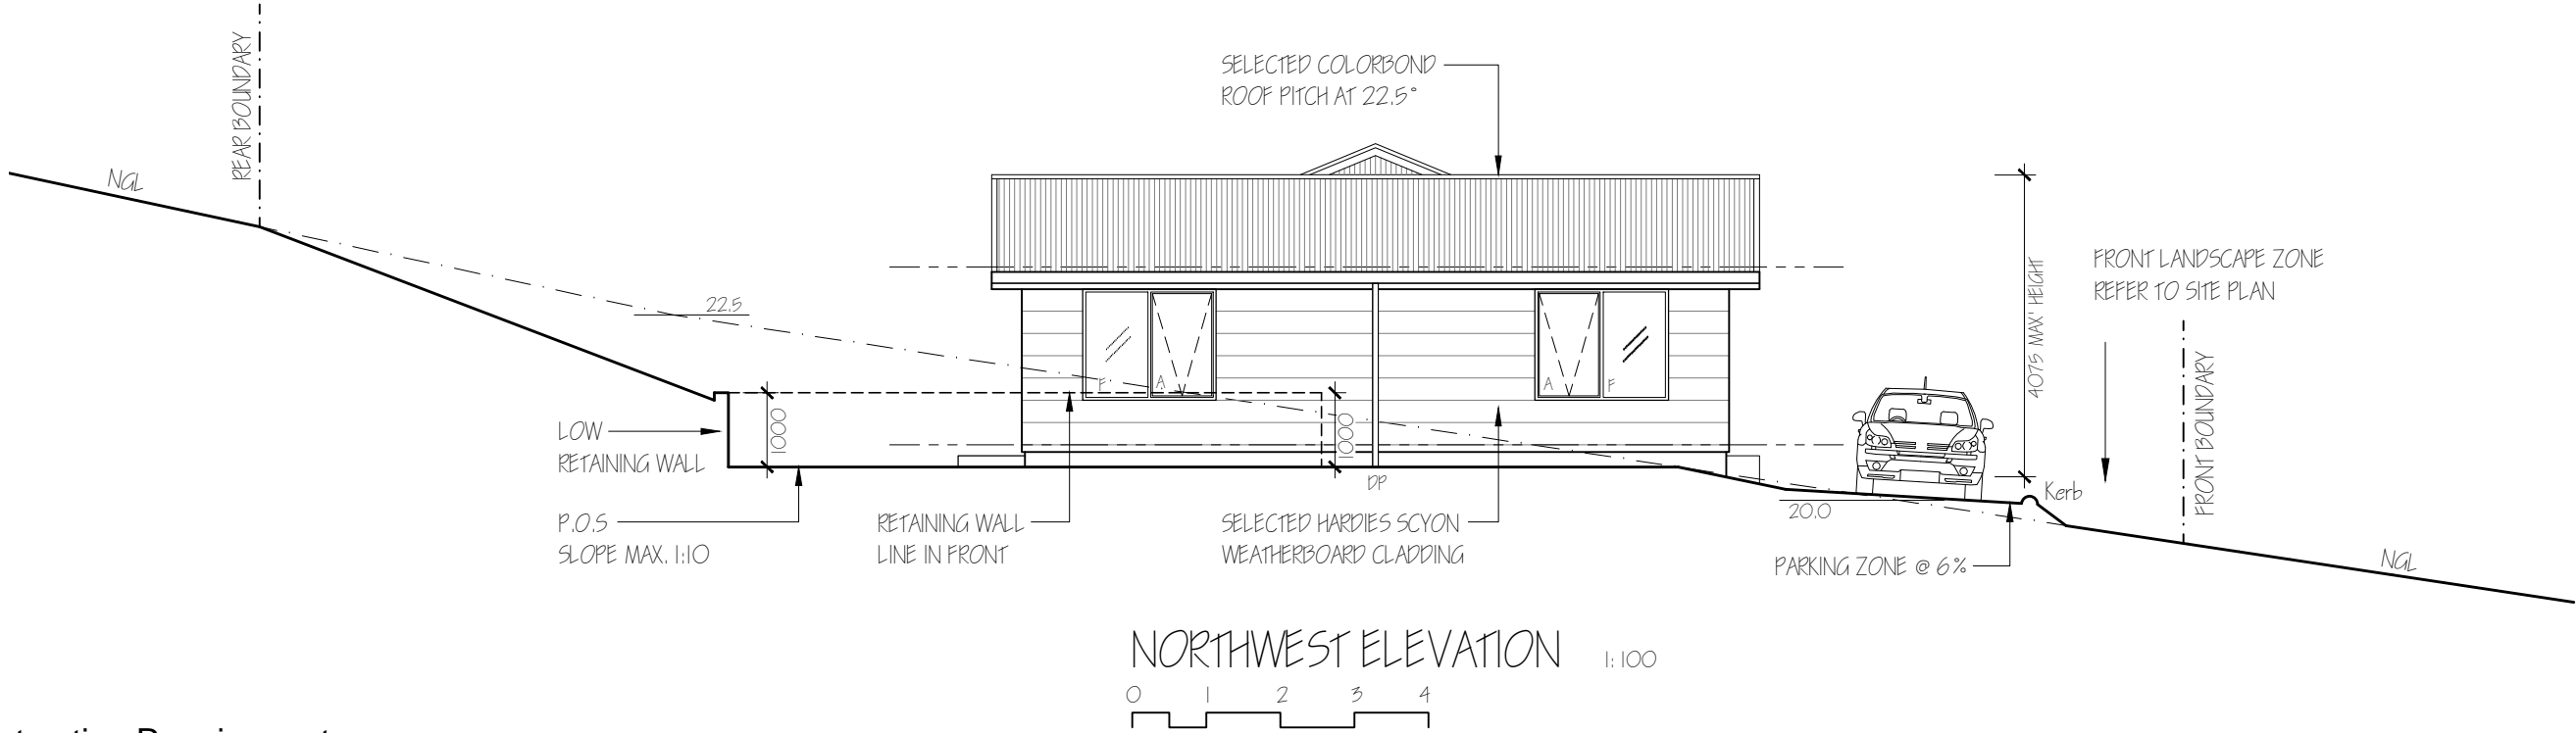 REAR BOUNDARY
NGL
SELECTED COLORBOND
ROOF PITCH AT 22.5°
22.5
4075 MAX' HEIGHT
FRONT LANDSCAPE ZONE
REFER TO SITE PLAN
FRONT BOUNDARY
F
A
A
F
LOW
RETAINING WALL
1000
1000
DP
P.O.S
SLOPE MAX. 1:10
RETAINING WALL
LINE IN FRONT
SELECTED HARDIES SCYON
WEATHERBOARD CLADDING
20.0
Kerb
PARKING ZONE @ 6%
NGL
NORTHWEST ELEVATION 1:100
0 1 2 3 4